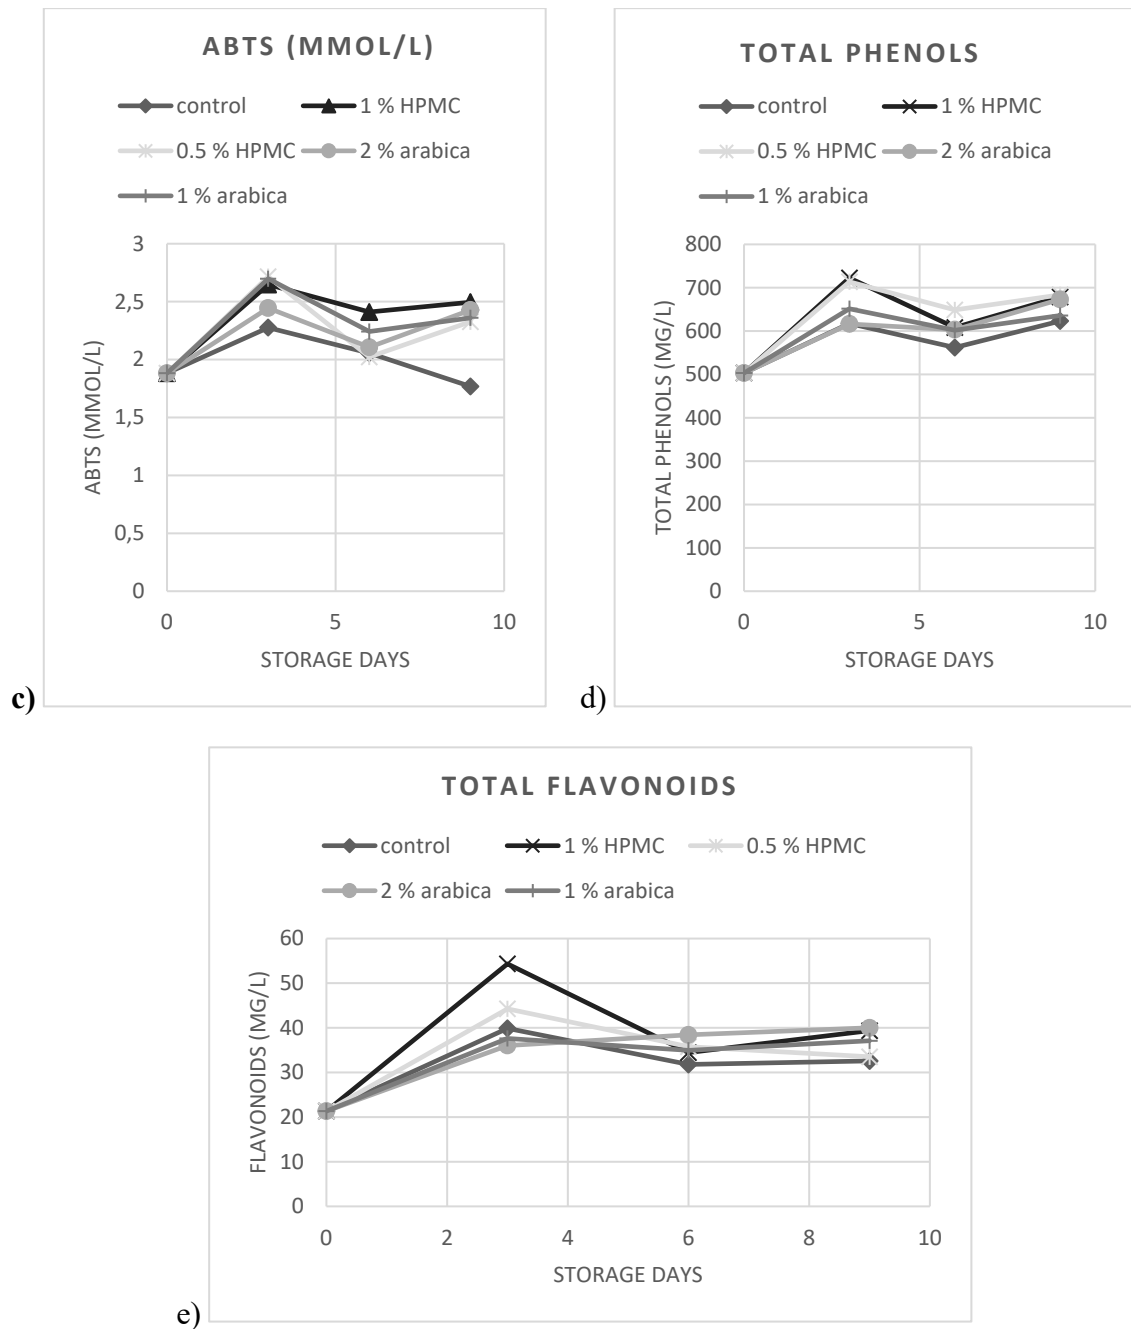 ABTS (MMOL/L)
control 1 % HPMC
0.5 % HPMC 2 % arabica
1 % arabica
3
2,5
2
1,5
1
0,5
0
ABTS (MMOL/L)
0 5 10
STORAGE DAYS
c)
TOTAL PHENOLS
control 1 % HPMC
0.5 % HPMC 2 % arabica
1 % arabica
800
700
600
500
400
300
200
100
0
TOTAL PHENOLS (MG/L)
0 5 10
STORAGE DAYS
d)
TOTAL FLAVONOIDS
control 1 % HPMC 0.5 % HPMC
2 % arabica 1 % arabica
60
50
40
30
20
10
0
FLAVONOIDS (MG/L)
0 2 4 6 8 10
STORAGE DAYS
e)